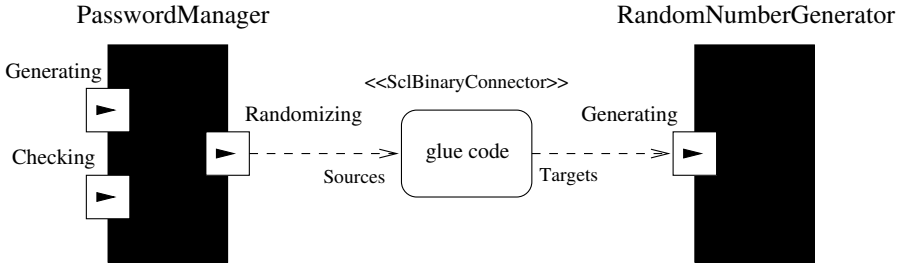 PasswordManager
RandomNumberGenerator
Generating
<<SclBinaryConnector>>
Randomizing
Generating
Checking
glue code
Sources
Targets